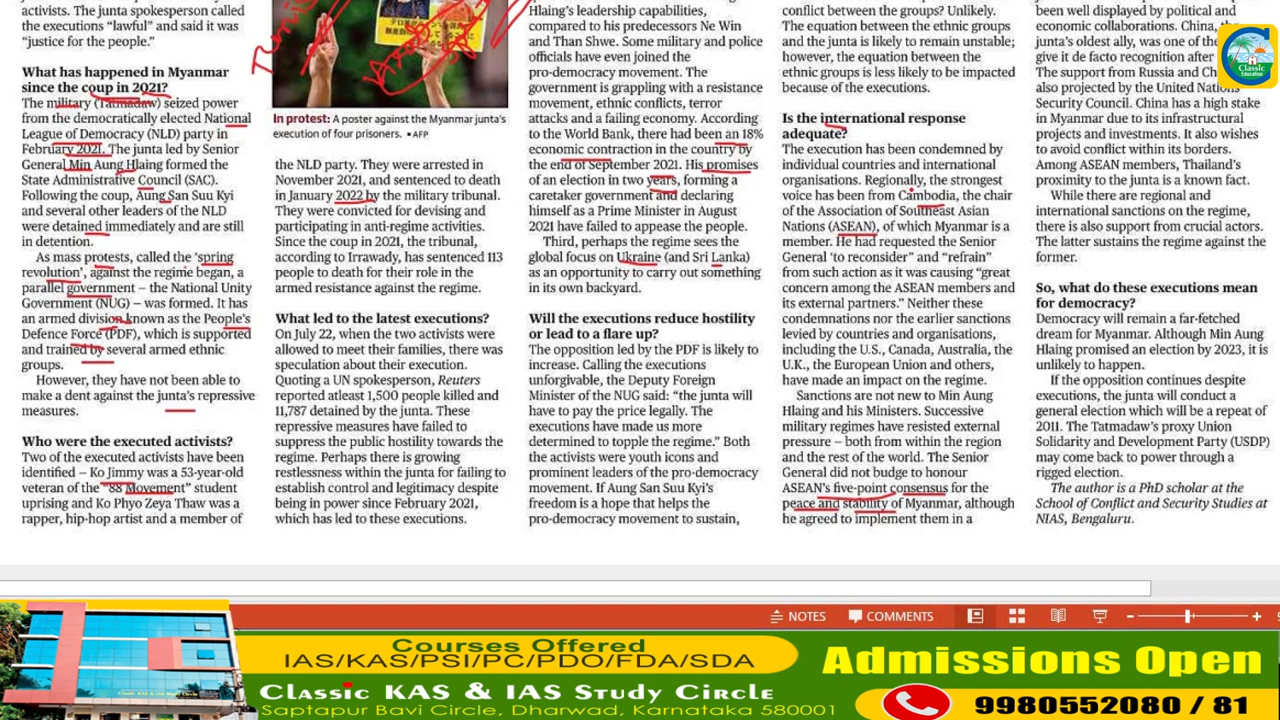 activists. The junta spokesperson called
the executions "lawful" and said it was
"justice for the people."
What has happened in Myanmar
since the coup in 2021?
The military (Tatmadaw) seized power
from the democratically elected National
League of Democracy (NLD) party in
February 2021. The junta led by Senior
General Min Aung Hlaing formed the
State Administrative Council (SAC).
Following the coup, Aung San Suu Kyi
and several other leaders of the NLD
were detained immediately and are still
in detention.
As mass protests, called the 'spring
revolution', against the regime began, a
parallel government – the National Unity
Government (NUG) – was formed. It has
an armed division known as the People's
Defence Force (PDF), which is supported
and trained by several armed ethnic
groups.
However, they have not been able to
make a dent against the junta's repressive
measures.
Who were the executed activists?
Two of the executed activists have been
identified – Ko Jimmy was a 53-year-old
veteran of the "88 Movement" student
uprising and Ko Phyo Zeya Thaw was a
rapper, hip-hop artist and a member of
In protest: A poster against the Myanmar junta's
execution of four prisoners. • AFP
the NLD party. They were arrested in
November 2021, and sentenced to death
in January 2022 by the military tribunal.
They were convicted for devising and
participating in anti-regime activities.
Since the coup in 2021, the tribunal,
according to Irrawady, has sentenced 113
people to death for their role in the
armed resistance against the regime.
What led to the latest executions?
On July 22, when the two activists were
allowed to meet their families, there was
speculation about their execution.
Quoting a UN spokesperson, Reuters
reported atleast 1,500 people killed and
11,787 detained by the junta. These
repressive measures have failed to
suppress the public hostility towards the
regime. Perhaps there is growing
restlessness within the junta for failing to
establish control and legitimacy despite
being in power since February 2021,
which has led to these executions.
Hlaing's leadership capabilities,
compared to his predecessors Ne Win
and Than Shwe. Some military and police
officials have even joined the
pro-democracy movement. The
government is grappling with a resistance
movement, ethnic conflicts, terror
attacks and a failing economy. According
to the World Bank, there had been an 18%
economic contraction in the country by
the end of September 2021. His promises
of an election in two years, forming a
caretaker government and declaring
himself as a Prime Minister in August
2021 have failed to appease the people.
Third, perhaps the regime sees the
global focus on Ukraine (and Sri Lanka)
as an opportunity to carry out something
in its own backyard.
Will the executions reduce hostility
or lead to a flare up?
The opposition led by the PDF is likely to
increase. Calling the executions
unforgivable, the Deputy Foreign
Minister of the NUG said: "the junta will
have to pay the price legally. The
executions have made us more
determined to topple the regime." Both
the activists were youth icons and
prominent leaders of the pro-democracy
movement. If Aung San Suu Kyi's
freedom is a hope that helps the
pro-democracy movement to sustain,
conflict between the groups? Unlikely.
The equation between the ethnic groups
and the junta is likely to remain unstable;
however, the equation between the
ethnic groups is less likely to be impacted
because of the executions.
Is the international response
adequate?
The execution has been condemned by
individual countries and international
organisations. Regionally, the strongest
voice has been from Cambodia, the chair
of the Association of Southeast Asian
Nations (ASEAN), of which Myanmar is a
member. He had requested the Senior
General 'to reconsider" and "refrain"
from such action as it was causing "great
concern among the ASEAN members and
its external partners." Neither these
condemnations nor the earlier sanctions
levied by countries and organisations,
including the U.S., Canada, Australia, the
U.K., the European Union and others,
have made an impact on the regime.
Sanctions are not new to Min Aung
Hlaing and his Ministers. Successive
military regimes have resisted external
pressure – both from within the region
and the rest of the world. The Senior
General did not budge to honour
ASEAN's five-point consensus for the
peace and stability of Myanmar, although
he agreed to implement them in a
been well displayed by political and
economic collaborations. China, the
junta's oldest ally, was one of the
give it de facto recognition after
The support from Russia and
also projected by the United Nations
Security Council. China has a high stake
in Myanmar due to its infrastructural
projects and investments. It also wishes
to avoid conflict within its borders.
Among ASEAN members, Thailand's
proximity to the junta is a known fact.
While there are regional and
international sanctions on the regime,
there is also support from crucial actors.
The latter sustains the regime against the
former.
So, what do these executions mean
for democracy?
Democracy will remain a far-fetched
dream for Myanmar. Although Min Aung
Hlaing promised an election by 2023, it is
unlikely to happen.
If the opposition continues despite
executions, the junta will conduct a
general election which will be a repeat of
2011. The Tatmadaw's proxy Union
Solidarity and Development Party (USDP)
may come back to power through a
rigged election.
The author is a PhD scholar at the
School of Conflict and Security Studies at
NIAS, Bengaluru.
Classic
Education
NOTES
COMMENTS
Courses Offered
IAS/KAS/PSI/PC/PDO/FDA/SDA
Classic KAS & IAS Study Circle
Saptapur Bavi Circle, Dharwad, Karnataka 580001
Admissions Open
9980552080 / 81